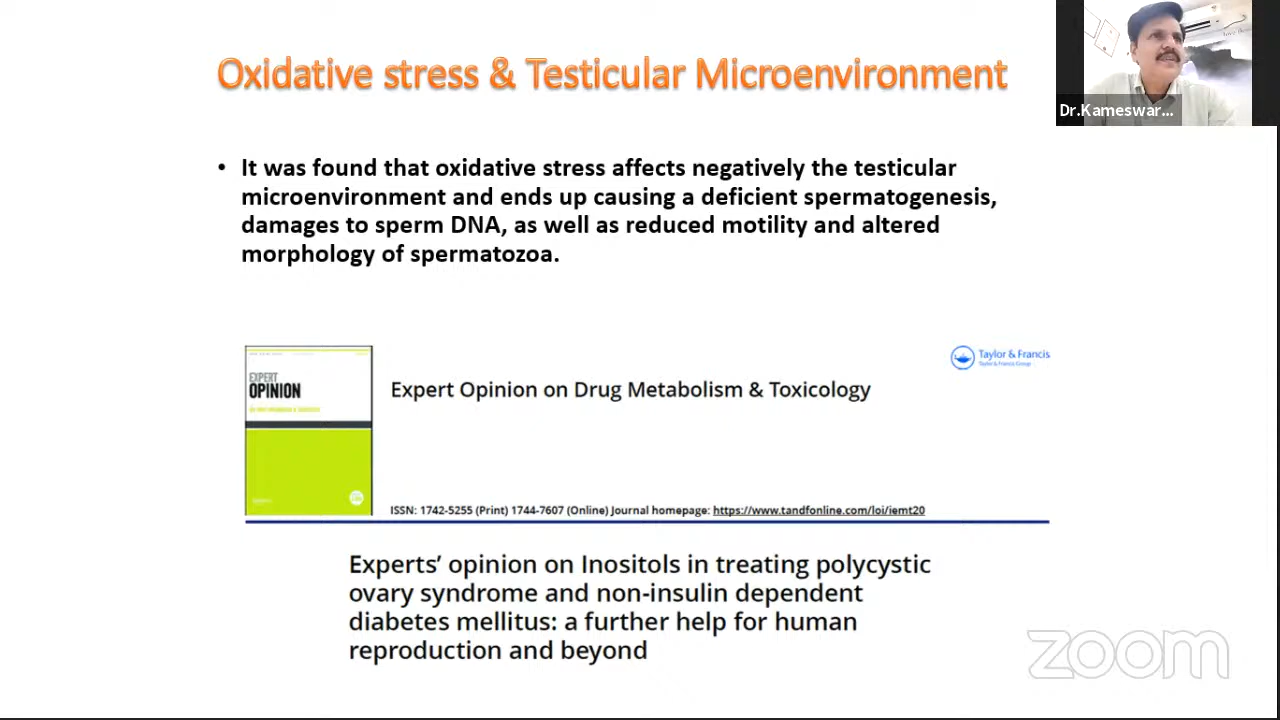 Oxidative stress & Testicular Microenvironment
Dr.Kameswar...
• It was found that oxidative stress affects negatively the testicular
microenvironment and ends up causing a deficient spermatogenesis,
damages to sperm DNA, as well as reduced motility and altered
morphology of spermatozoa.
Taylor & Francis
Taylor & Francis Group
EXPERT
OPINION
Expert Opinion on Drug Metabolism & Toxicology
ISSN: 1742-5255 (Print) 1744-7607 (Online) Journal homepage: https://www.tandfonline.com/loi/iemt20
Experts’ opinion on Inositols in treating polycystic
ovary syndrome and non-insulin dependent
diabetes mellitus: a further help for human
reproduction and beyond
zoom